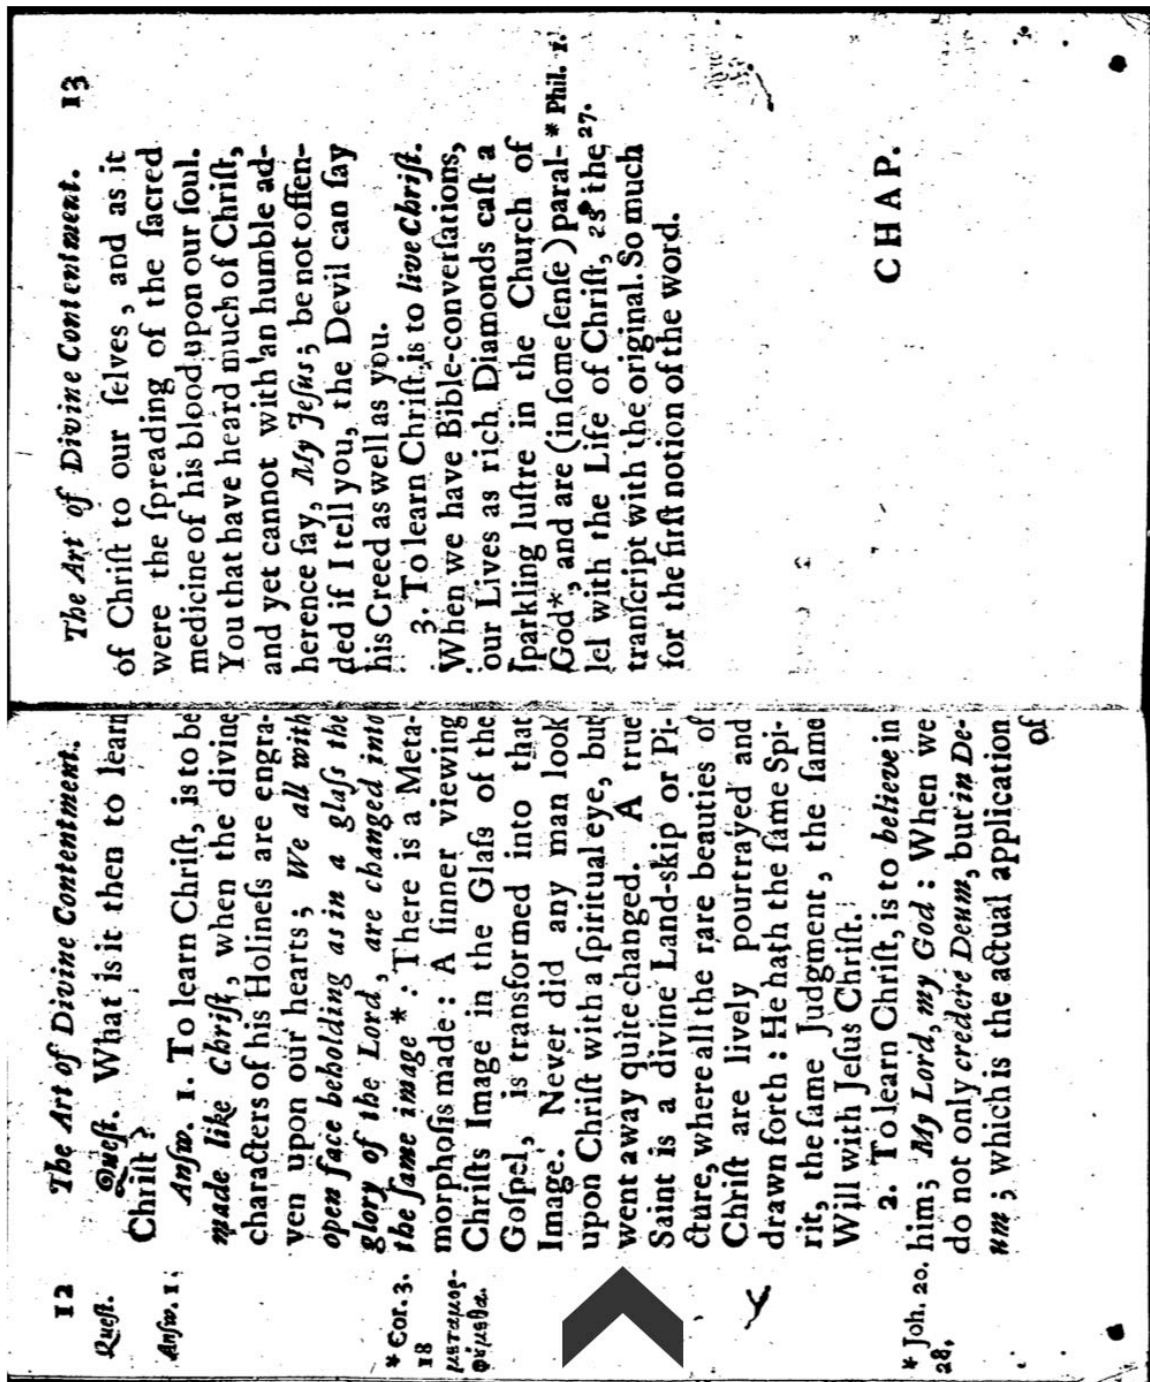 12 The Art of Divine Contentment.
Quest.
Queſt. What is it then to learn
Chriſt ?
Anſw. 1.
Anſw. 1. To learn Chriſt, is to be
made like Chriſt, when the divine
characters of his Holineſs are engra-
ven upon our hearts ; We all with
open face beholding as in a glaſs the
glory of the Lord, are changed into
* Cor. 3.
18
the ſame image * : There is a Meta-
μεταμορ-
φούμεθα.
morphoſis made : A ſinner viewing
Chriſts Image in the Glaſs of the
Goſpel, is transformed into that
Image. Never did any man look
upon Chriſt with a ſpiritual eye, but
went away quite changed. A true
Saint is a divine Land-skip or Pi-
cture, where all the rare beauties of
Chriſt are lively pourtrayed and
drawn forth : He hath the ſame Spi-
rit, the ſame Judgment, the ſame
Will with Jeſus Chriſt.
2. To learn Chriſt, is to believe in
* Joh. 20.
28.
him ; My Lord, my God : When we
do not only credere Deum, but in De-
um ; which is the actual application
of
The Art of Divine Contentment. 13
of Chriſt to our ſelves, and as it
were the ſpreading of the ſacred
medicine of his blood upon our ſoul.
You that have heard much of Chriſt,
and yet cannot with an humble ad-
herence ſay, My Jeſus ; be not offen-
ded if I tell you, the Devil can ſay
his Creed as well as you.
3. To learn Chriſt is to live Chriſt.
When we have Bible-converſations,
our Lives as rich Diamonds caſt a
ſparkling luſtre in the Church of
God*, and are (in ſome ſenſe) paral-
* Phil. 1.
27.
lel with the Life of Chriſt, as the
tranſcript with the original. So much
for the firſt notion of the word.
CHAP.